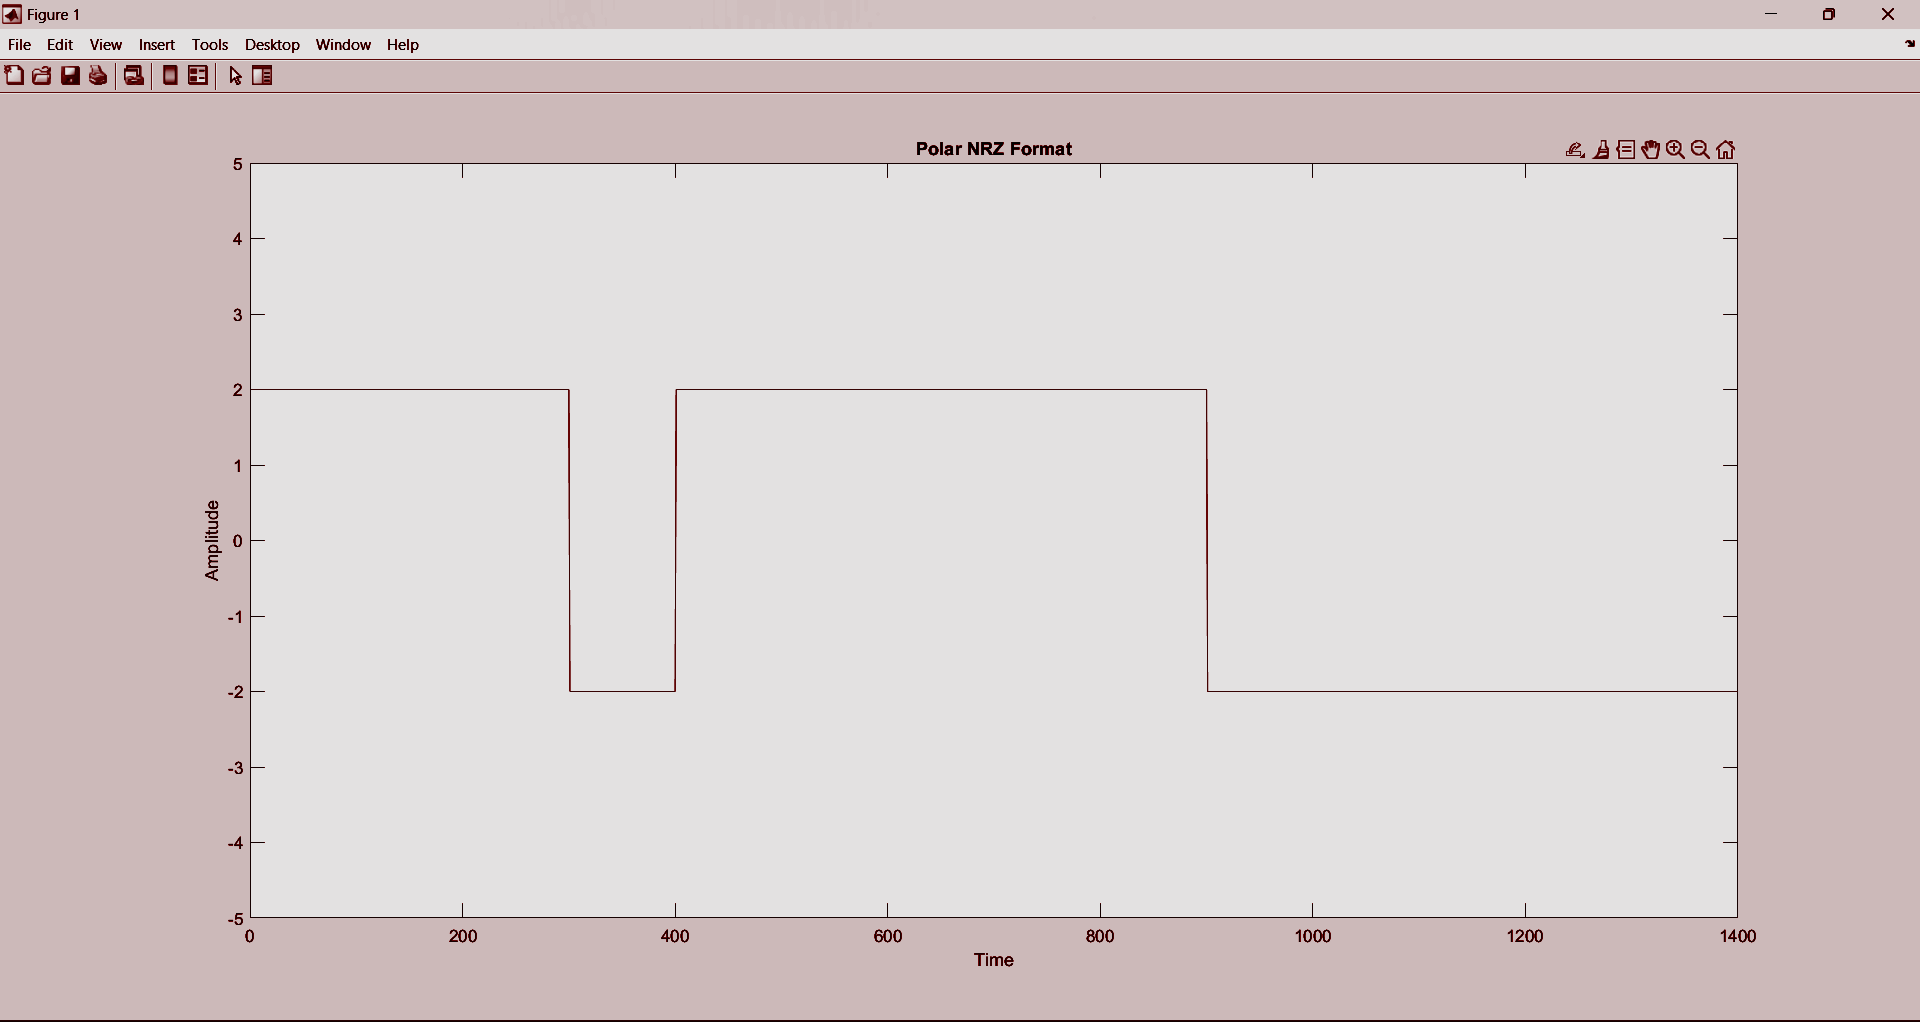 Figure 1
File Edit View Insert Tools Desktop Window Help
Polar NRZ Format
5
4
3
2
1
0
-1
-2
-3
-4
-5
Amplitude
0 200 400 600 800 1000 1200 1400
Time